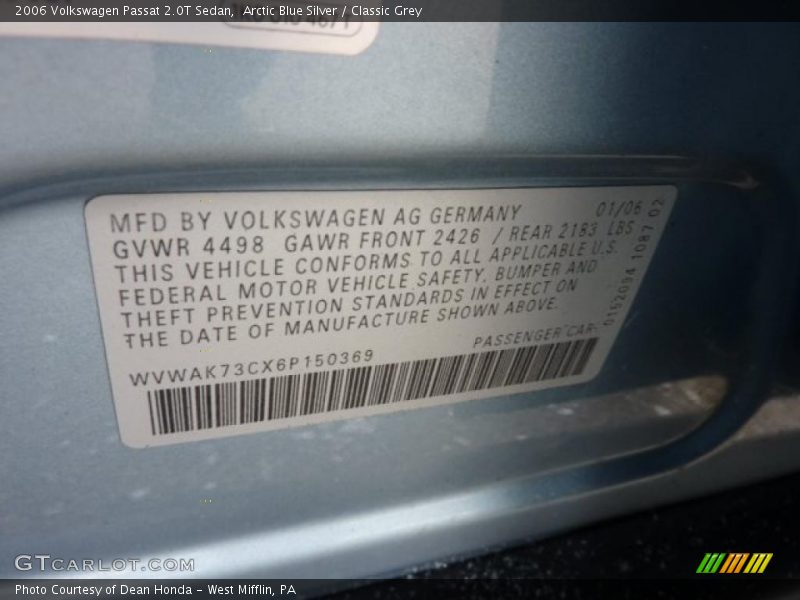 2006 Volkswagen Passat 2.0T Sedan, Arctic Blue Silver / Classic Grey
MFD BY VOLKSWAGEN AG GERMANY 01/06
GVWR 4498 GAWR FRONT 2426 / REAR 2183 LBS
THIS VEHICLE CONFORMS TO ALL APPLICABLE U.S.
FEDERAL MOTOR VEHICLE SAFETY, BUMPER AND
THEFT PREVENTION STANDARDS IN EFFECT ON
THE DATE OF MANUFACTURE SHOWN ABOVE.
PASSENGER CAR
WVWAK73CX6P150369
1087 02
GTCARLOT.COM
Photo Courtesy of Dean Honda - West Mifflin, PA